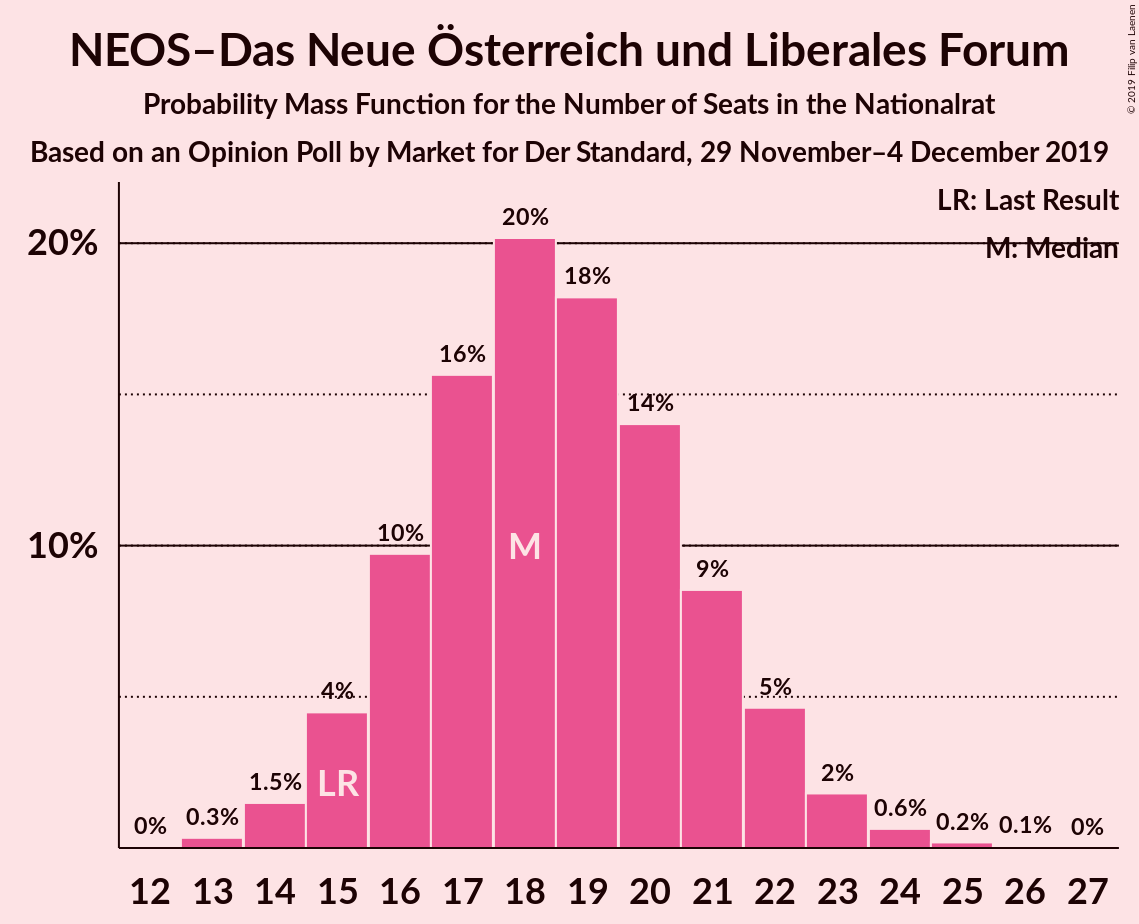 NEOS–Das Neue Österreich und Liberales Forum
Probability Mass Function for the Number of Seats in the Nationalrat
Based on an Opinion Poll by Market for Der Standard, 29 November–4 December 2019
© 2019 Filip van Laenen
LR: Last Result
M: Median
20%
10%
0%
0.3%
1.5%
4%
10%
16%
20%
18%
14%
9%
5%
2%
0.6%
0.2%
0.1%
0%
LR
M
12 13 14 15 16 17 18 19 20 21 22 23 24 25 26 27